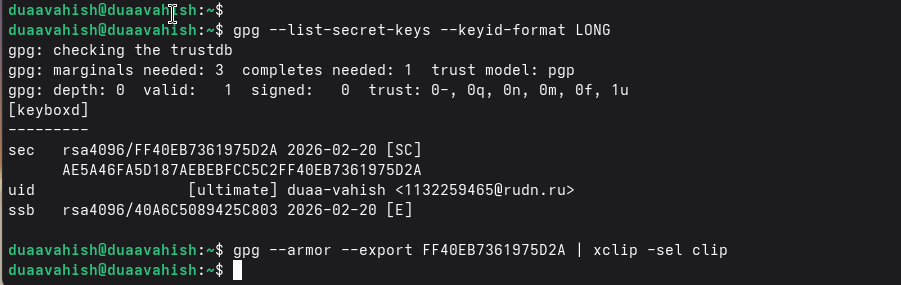 duaavahish@duaavahish:~$
duaavahish@duaavahish:~$ gpg --list-secret-keys --keyid-format LONG
gpg: checking the trustdb
gpg: marginals needed: 3  completes needed: 1  trust model: pgp
gpg: depth: 0  valid:   1  signed:   0  trust: 0-, 0q, 0n, 0m, 0f, 1u
[keyboxd]
---------
sec   rsa4096/FF40EB7361975D2A 2026-02-20 [SC]
      AE5A46FA5D187AEBEBFCC5C2FF40EB7361975D2A
uid                 [ultimate] duaa-vahish <1132259465@rudn.ru>
ssb   rsa4096/40A6C5089425C803 2026-02-20 [E]
duaavahish@duaavahish:~$ gpg --armor --export FF40EB7361975D2A | xclip -sel clip
duaavahish@duaavahish:~$